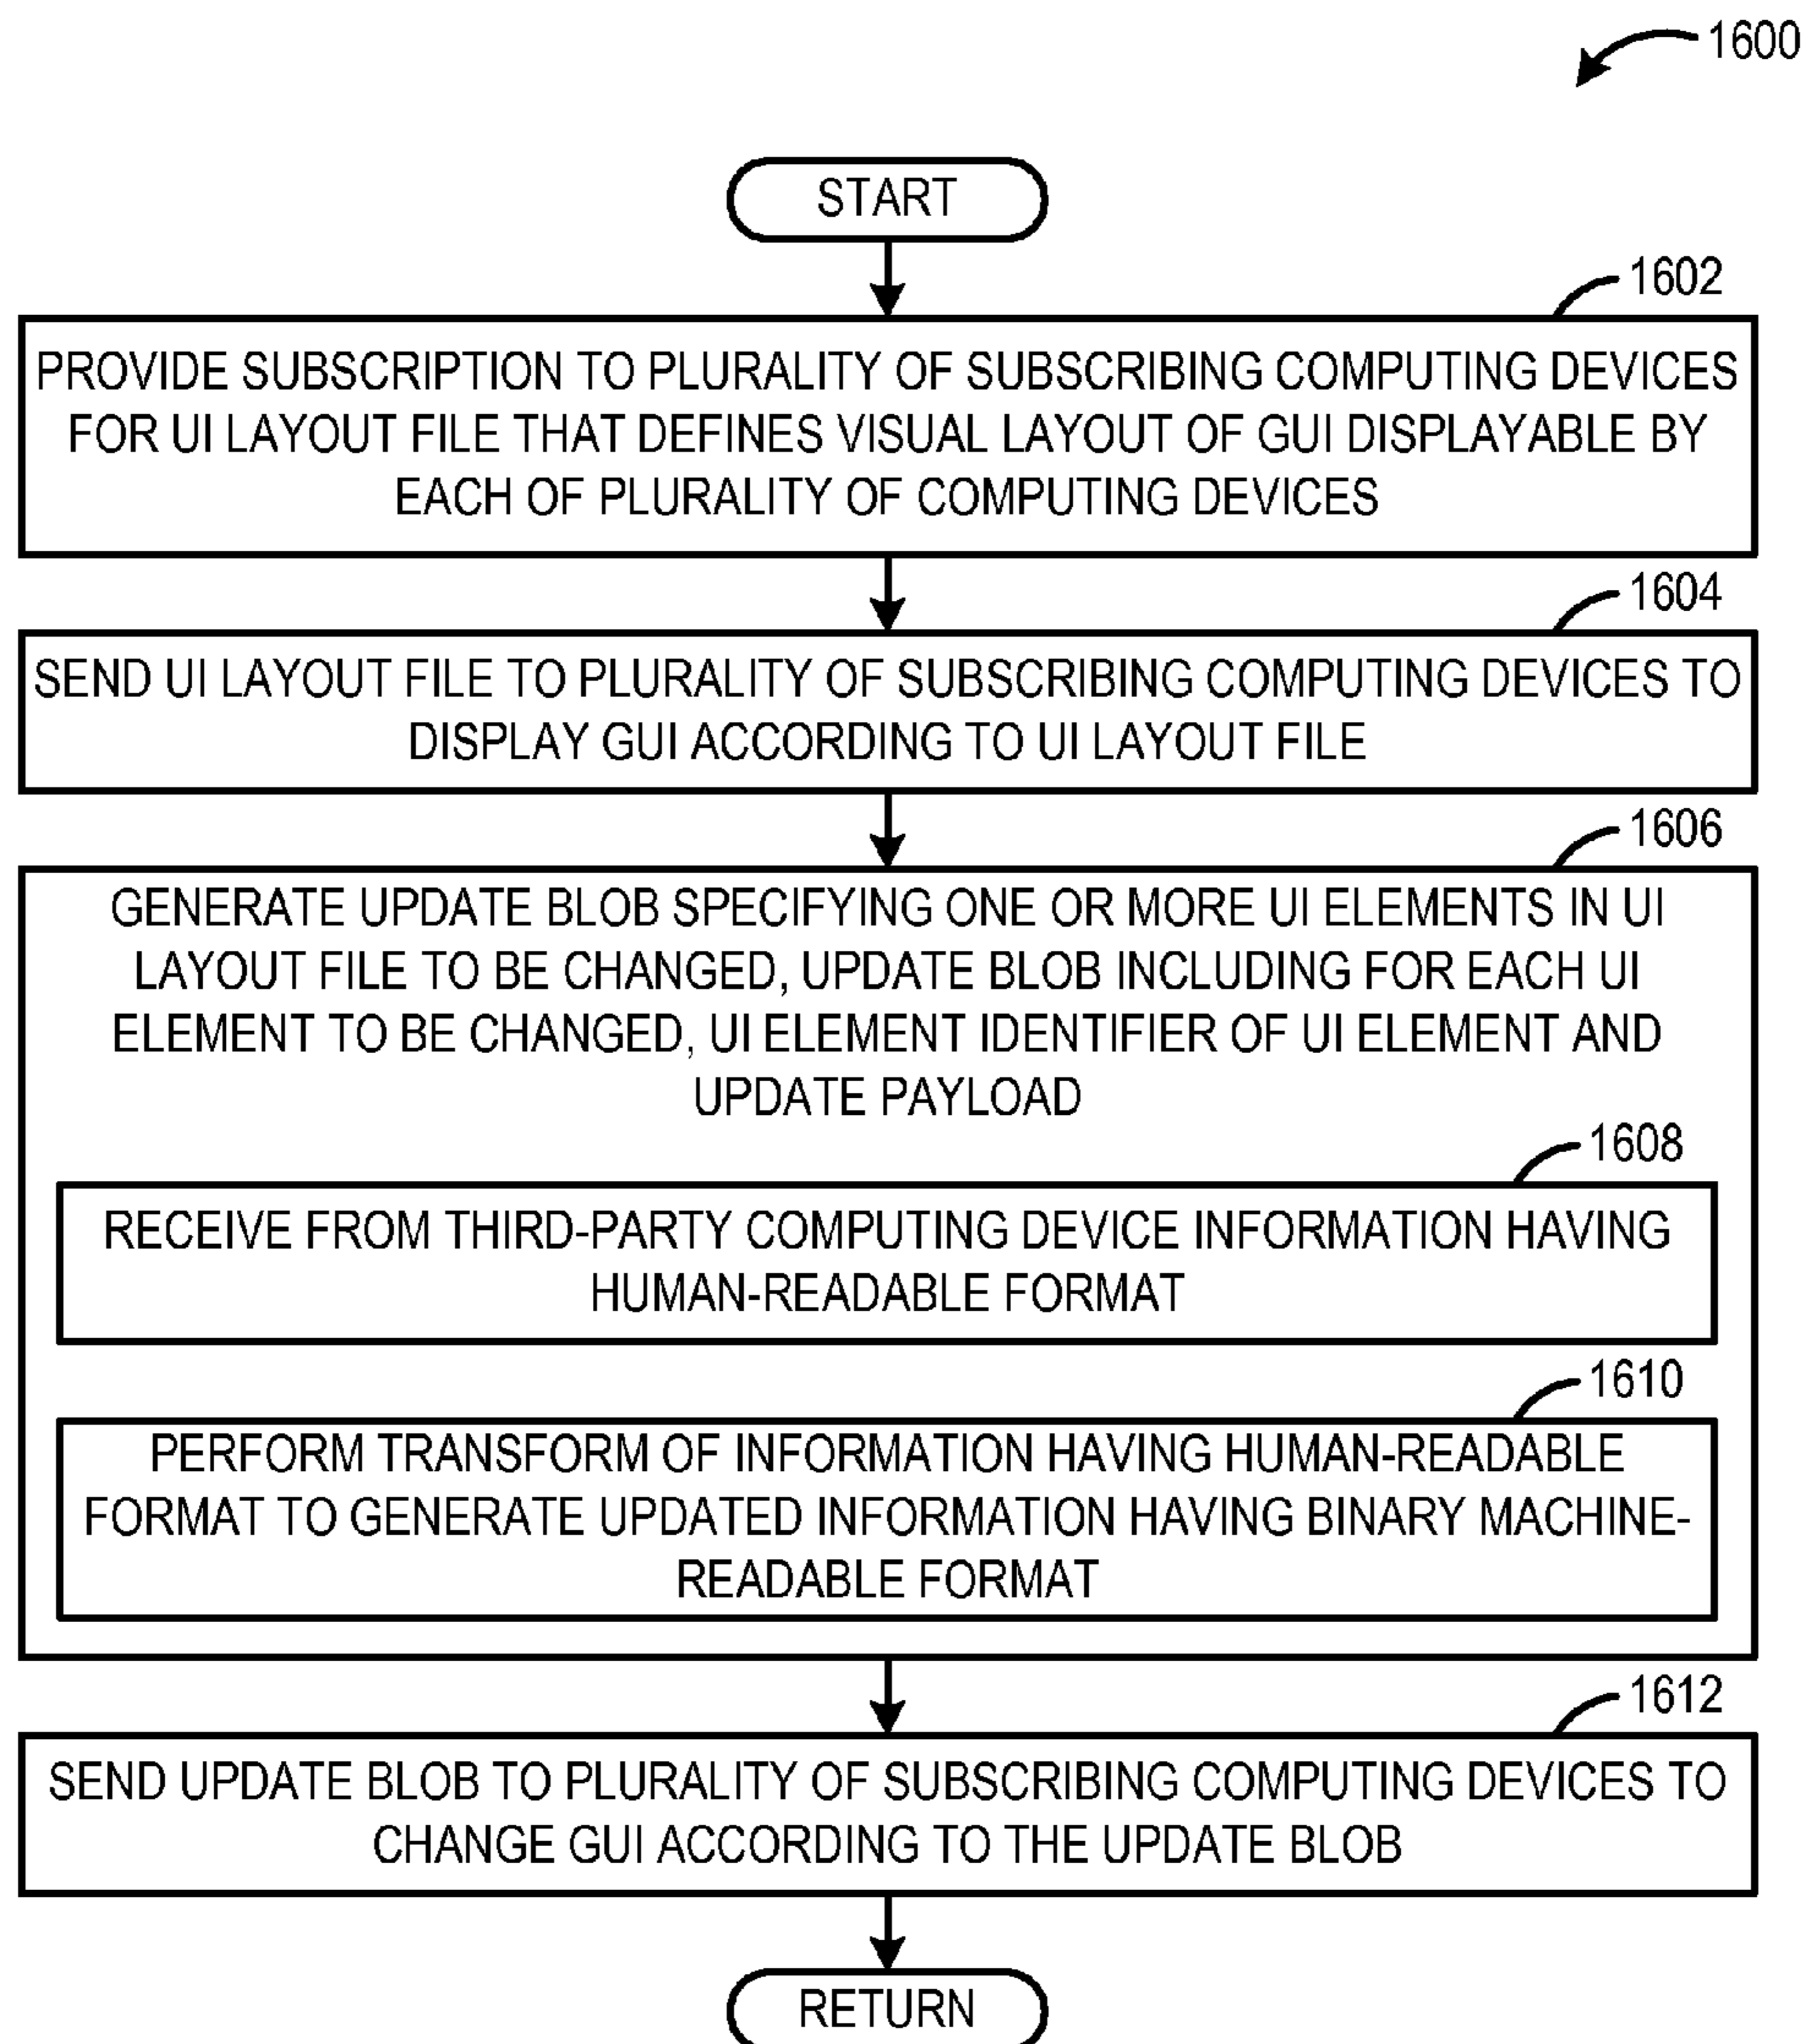 1600
START
1602
PROVIDE SUBSCRIPTION TO PLURALITY OF SUBSCRIBING COMPUTING DEVICES
FOR UI LAYOUT FILE THAT DEFINES VISUAL LAYOUT OF GUI DISPLAYABLE BY
EACH OF PLURALITY OF COMPUTING DEVICES
1604
SEND UI LAYOUT FILE TO PLURALITY OF SUBSCRIBING COMPUTING DEVICES TO
DISPLAY GUI ACCORDING TO UI LAYOUT FILE
1606
GENERATE UPDATE BLOB SPECIFYING ONE OR MORE UI ELEMENTS IN UI
LAYOUT FILE TO BE CHANGED, UPDATE BLOB INCLUDING FOR EACH UI
ELEMENT TO BE CHANGED, UI ELEMENT IDENTIFIER OF UI ELEMENT AND
UPDATE PAYLOAD
1608
RECEIVE FROM THIRD-PARTY COMPUTING DEVICE INFORMATION HAVING
HUMAN-READABLE FORMAT
1610
PERFORM TRANSFORM OF INFORMATION HAVING HUMAN-READABLE
FORMAT TO GENERATE UPDATED INFORMATION HAVING BINARY MACHINE-
READABLE FORMAT
1612
SEND UPDATE BLOB TO PLURALITY OF SUBSCRIBING COMPUTING DEVICES TO
CHANGE GUI ACCORDING TO THE UPDATE BLOB
RETURN